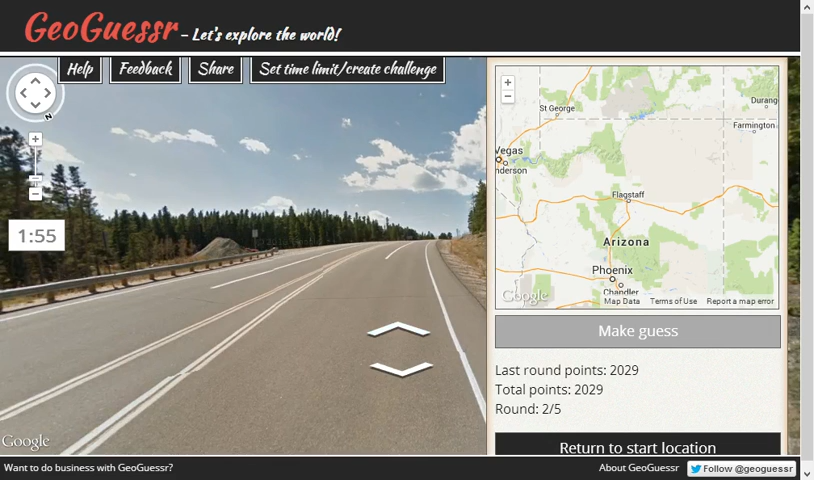 GeoGuessr – Let's explore the world!
Help Feedback Share Set time limit/create challenge
N
+
−
1:55
Google
+
−
St George
Durang
Farmington
Vegas
nderson
Flagstaff
Arizona
Phoenix
Chandler
Google Map Data Terms of Use Report a map error
Make guess
Last round points: 2029
Total points: 2029
Round: 2/5
Return to start location
Want to do business with GeoGuessr? About GeoGuessr Follow @geoguessr